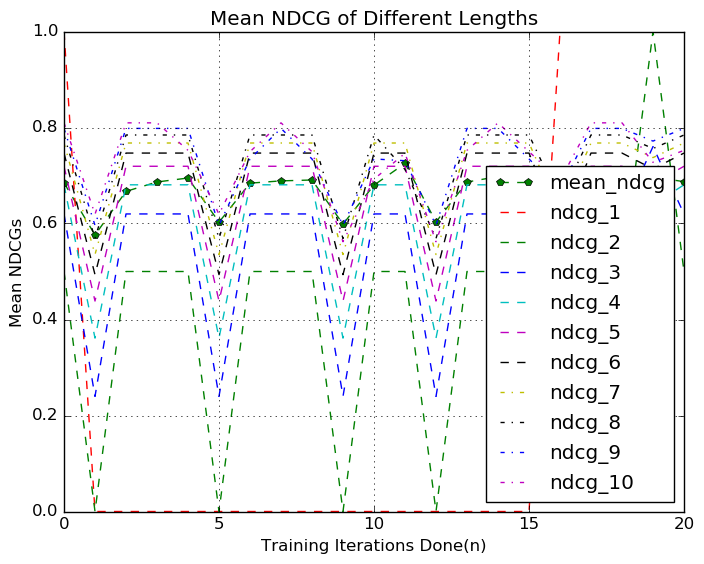 Mean NDCG of Different Lengths
1.0
0.8
0.6
0.4
0.2
0.0
Mean NDCGs
mean_ndcg
ndcg_1
ndcg_2
ndcg_3
ndcg_4
ndcg_5
ndcg_6
ndcg_7
ndcg_8
ndcg_9
ndcg_10
0 5 10 15 20
Training Iterations Done(n)